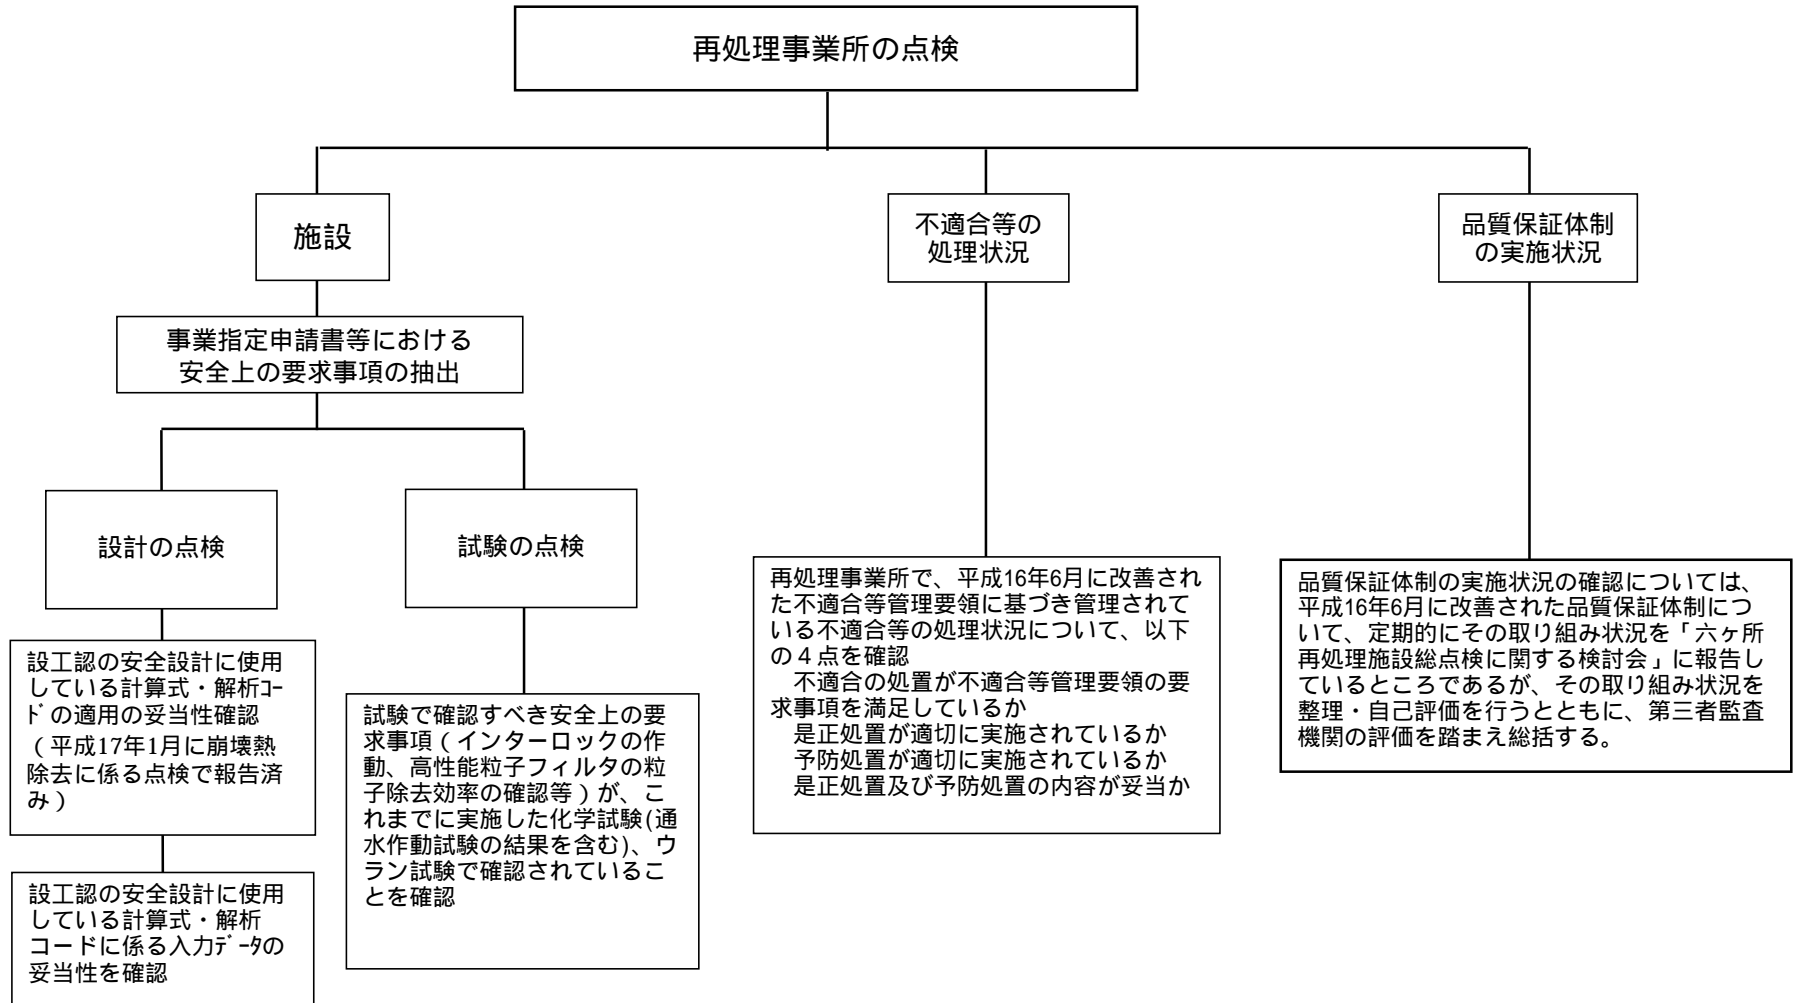 再処理事業所の点検
施設
不適合等の
処理状況
品質保証体制
の実施状況
事業指定申請書等における
安全上の要求事項の抽出
設計の点検
試験の点検
設工認の安全設計に使用
している計算式・解析ｺｰ
ﾄﾞの適用の妥当性確認
（平成17年1月に崩壊熱
除去に係る点検で報告済
み）
設工認の安全設計に使用
している計算式・解析
コードに係る入力ﾃﾞｰﾀの
妥当性を確認
試験で確認すべき安全上の要
求事項（インターロックの作
動、高性能粒子フィルタの粒
子除去効率の確認等）が、こ
れまでに実施した化学試験(通
水作動試験の結果を含む)、ウ
ラン試験で確認されているこ
とを確認
再処理事業所で、平成16年6月に改善され
た不適合等管理要領に基づき管理されて
いる不適合等の処理状況について、以下
の４点を確認
不適合の処置が不適合等管理要領の要
求事項を満足しているか
是正処置が適切に実施されているか
予防処置が適切に実施されているか
是正処置及び予防処置の内容が妥当か
品質保証体制の実施状況の確認については、
平成16年6月に改善された品質保証体制につ
いて、定期的にその取り組み状況を「六ヶ所
再処理施設総点検に関する検討会」に報告し
ているところであるが、その取り組み状況を
整理・自己評価を行うとともに、第三者監査
機関の評価を踏まえ総括する。